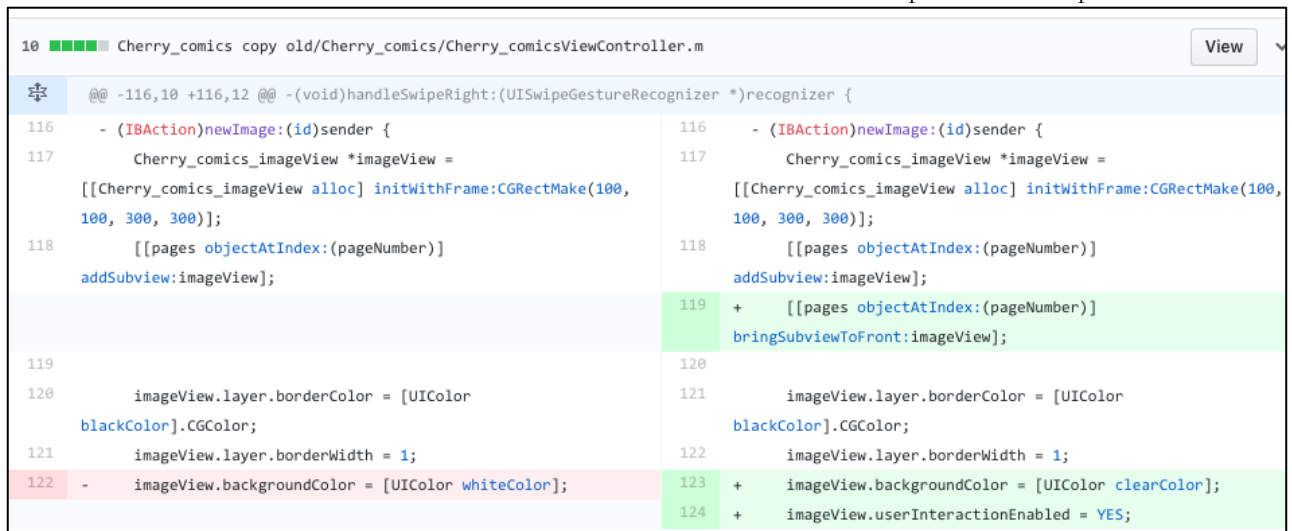 10 Cherry_comics copy old/Cherry_comics/Cherry_comicsViewController.m View
@@ -116,10 +116,12 @@ -(void)handleSwipeRight:(UISwipeGestureRecognizer *)recognizer {
116 - (IBAction)newImage:(id)sender {
117 Cherry_comics_imageView *imageView =
[[Cherry_comics_imageView alloc] initWithFrame:CGRectMake(100,
100, 300, 300)];
118 [[pages objectAtIndex:(pageNumber)]
addSubview:imageView];
119
120 imageView.layer.borderColor = [UIColor
blackColor].CGColor;
121 imageView.layer.borderWidth = 1;
122 - imageView.backgroundColor = [UIColor whiteColor];
116 - (IBAction)newImage:(id)sender {
117 Cherry_comics_imageView *imageView =
[[Cherry_comics_imageView alloc] initWithFrame:CGRectMake(100,
100, 300, 300)];
118 [[pages objectAtIndex:(pageNumber)]
addSubview:imageView];
119 + [[pages objectAtIndex:(pageNumber)]
bringSubviewToFront:imageView];
120
121 imageView.layer.borderColor = [UIColor
blackColor].CGColor;
122 imageView.layer.borderWidth = 1;
123 + imageView.backgroundColor = [UIColor clearColor];
124 + imageView.userInteractionEnabled = YES;